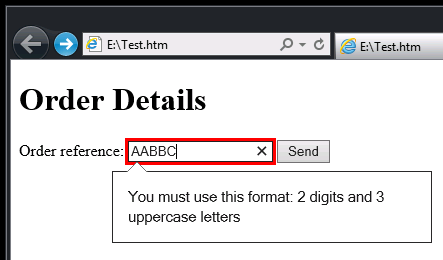 E:\Test.htm
E:\Test.htm
Order Details
Order reference: AABBC Send
You must use this format: 2 digits and 3
uppercase letters